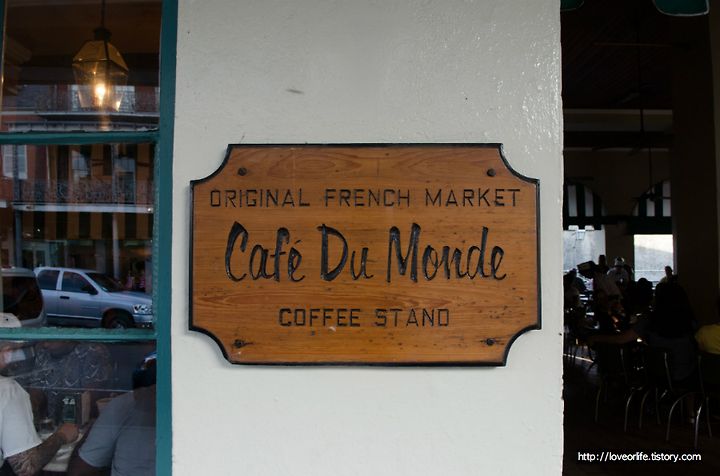 ORIGINAL FRENCH MARKET
Café Du Monde
COFFEE STAND
http://loveorlife.tistory.com